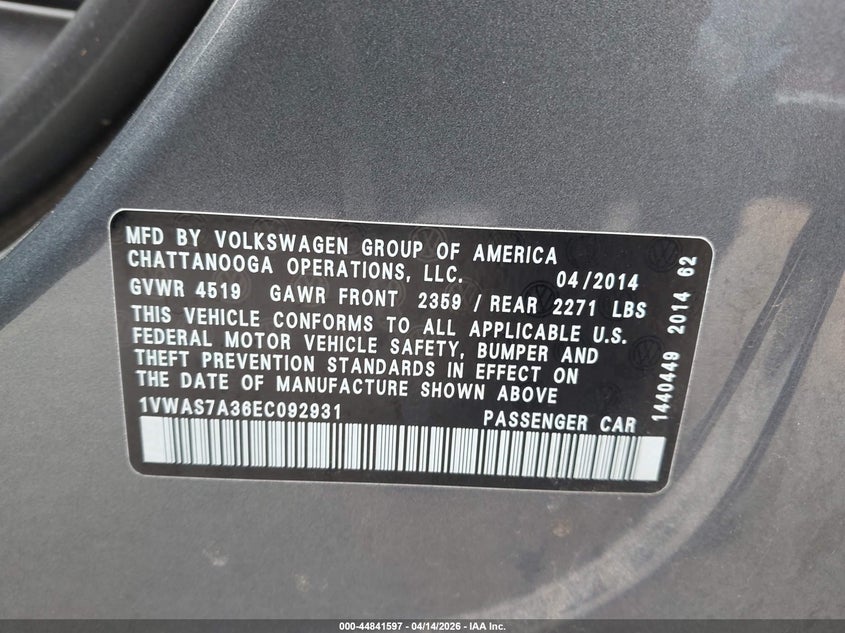 MFD BY VOLKSWAGEN GROUP OF AMERICA
CHATTANOOGA OPERATIONS, LLC. 04/2014
GVWR 4519 GAWR FRONT 2359 / REAR 2271 LBS
THIS VEHICLE CONFORMS TO ALL APPLICABLE U.S.
FEDERAL MOTOR VEHICLE SAFETY, BUMPER AND
THEFT PREVENTION STANDARDS IN EFFECT ON
THE DATE OF MANUFACTURE SHOWN ABOVE
1VWAS7A36EC092931 PASSENGER CAR
1440449 2014 62
000-44841597 - 04/14/2026 - IAA Inc.